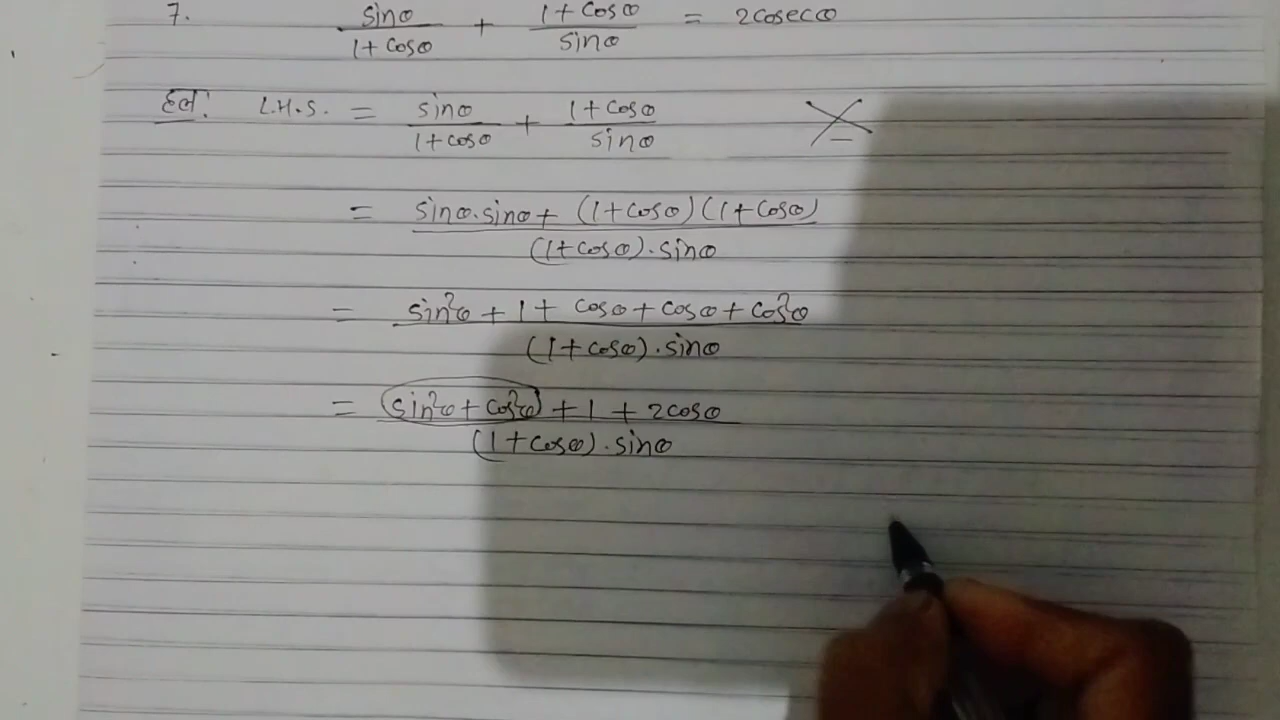 7. sinθ/(1+cosθ) + (1+cosθ)/sinθ = 2cosecθ
L.H.S. = sinθ/(1+cosθ) + (1+cosθ)/sinθ
= (sinθ.sinθ + (1+cosθ)(1+cosθ))/((1+cosθ).sinθ)
= (sin²θ + 1 + cosθ + cosθ + cos²θ)/((1+cosθ).sinθ)
= (sin²θ + cos²θ + 1 + 2cosθ)/((1+cosθ).sinθ)